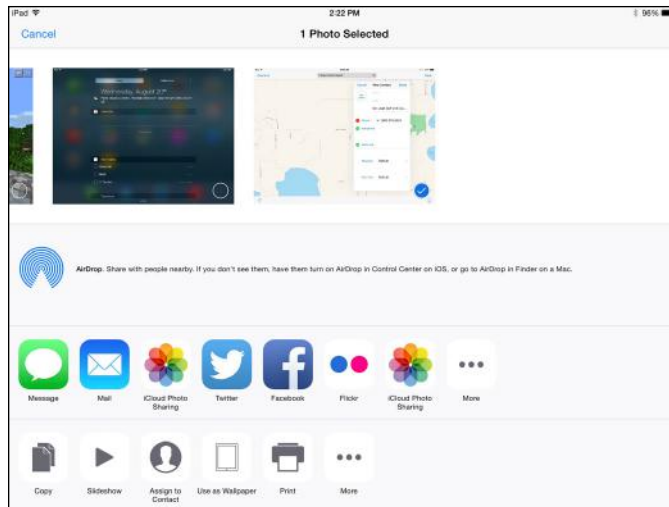 iPad 2:22 PM 96%
Cancel 1 Photo Selected
Wednesday, August 20th
AirDrop. Share with people nearby. If you don't see them, have them turn on AirDrop in Control Center on iOS, or go to AirDrop in Finder on a Mac.
Message Mail iCloud Photo Sharing Twitter Facebook Flickr iCloud Photo Sharing More
Copy Slideshow Assign to Contact Use as Wallpaper Print More